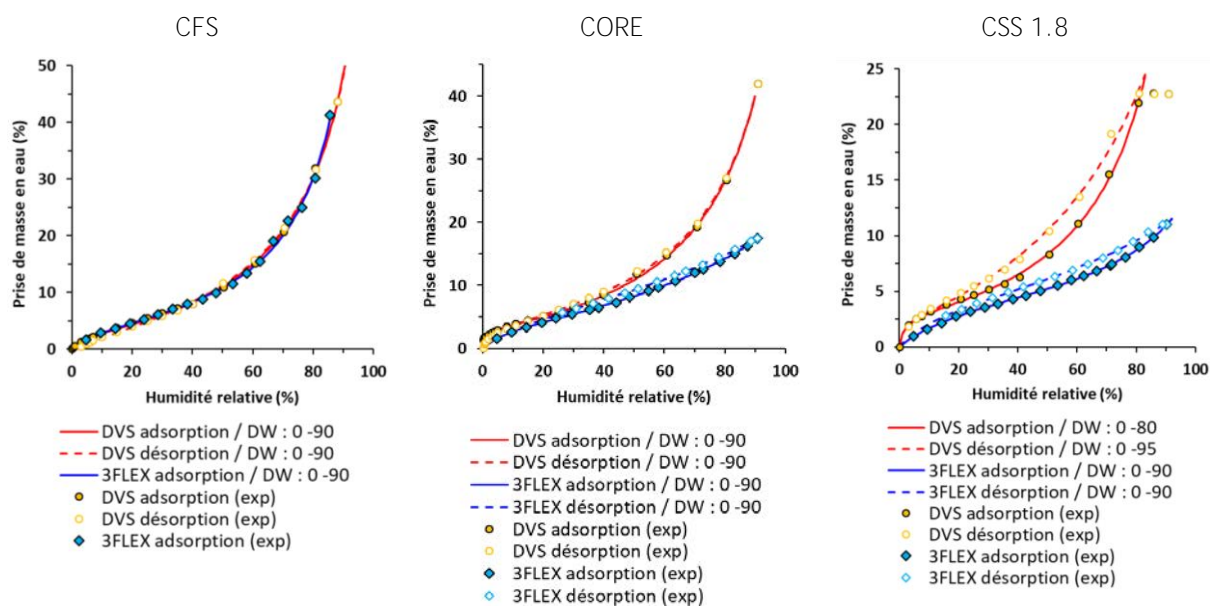 CFS
CORE
CSS 1.8
50
40
30
20
10
0
Prise de masse en eau (%)
0 20 40 60 80 100
Humidité relative (%)
DVS adsorption / DW : 0 -90
DVS désorption / DW : 0 -90
3FLEX adsorption / DW : 0 -90
DVS adsorption (exp)
DVS désorption (exp)
3FLEX adsorption (exp)
40
30
20
10
0
Prise de masse en eau (%)
0 20 40 60 80 100
Humidité relative (%)
DVS adsorption / DW : 0 -90
DVS désorption / DW : 0 -90
3FLEX adsorption / DW : 0 -90
3FLEX désorption / DW : 0 -90
DVS adsorption (exp)
DVS désorption (exp)
3FLEX adsorption (exp)
3FLEX désorption (exp)
25
20
15
10
5
0
Prise de masse en eau (%)
0 20 40 60 80 100
Humidité relative (%)
DVS adsorption / DW : 0 -80
DVS désorption / DW : 0 -95
3FLEX adsorption / DW : 0 -90
3FLEX désorption / DW : 0 -90
DVS adsorption (exp)
DVS désorption (exp)
3FLEX adsorption (exp)
3FLEX désorption (exp)